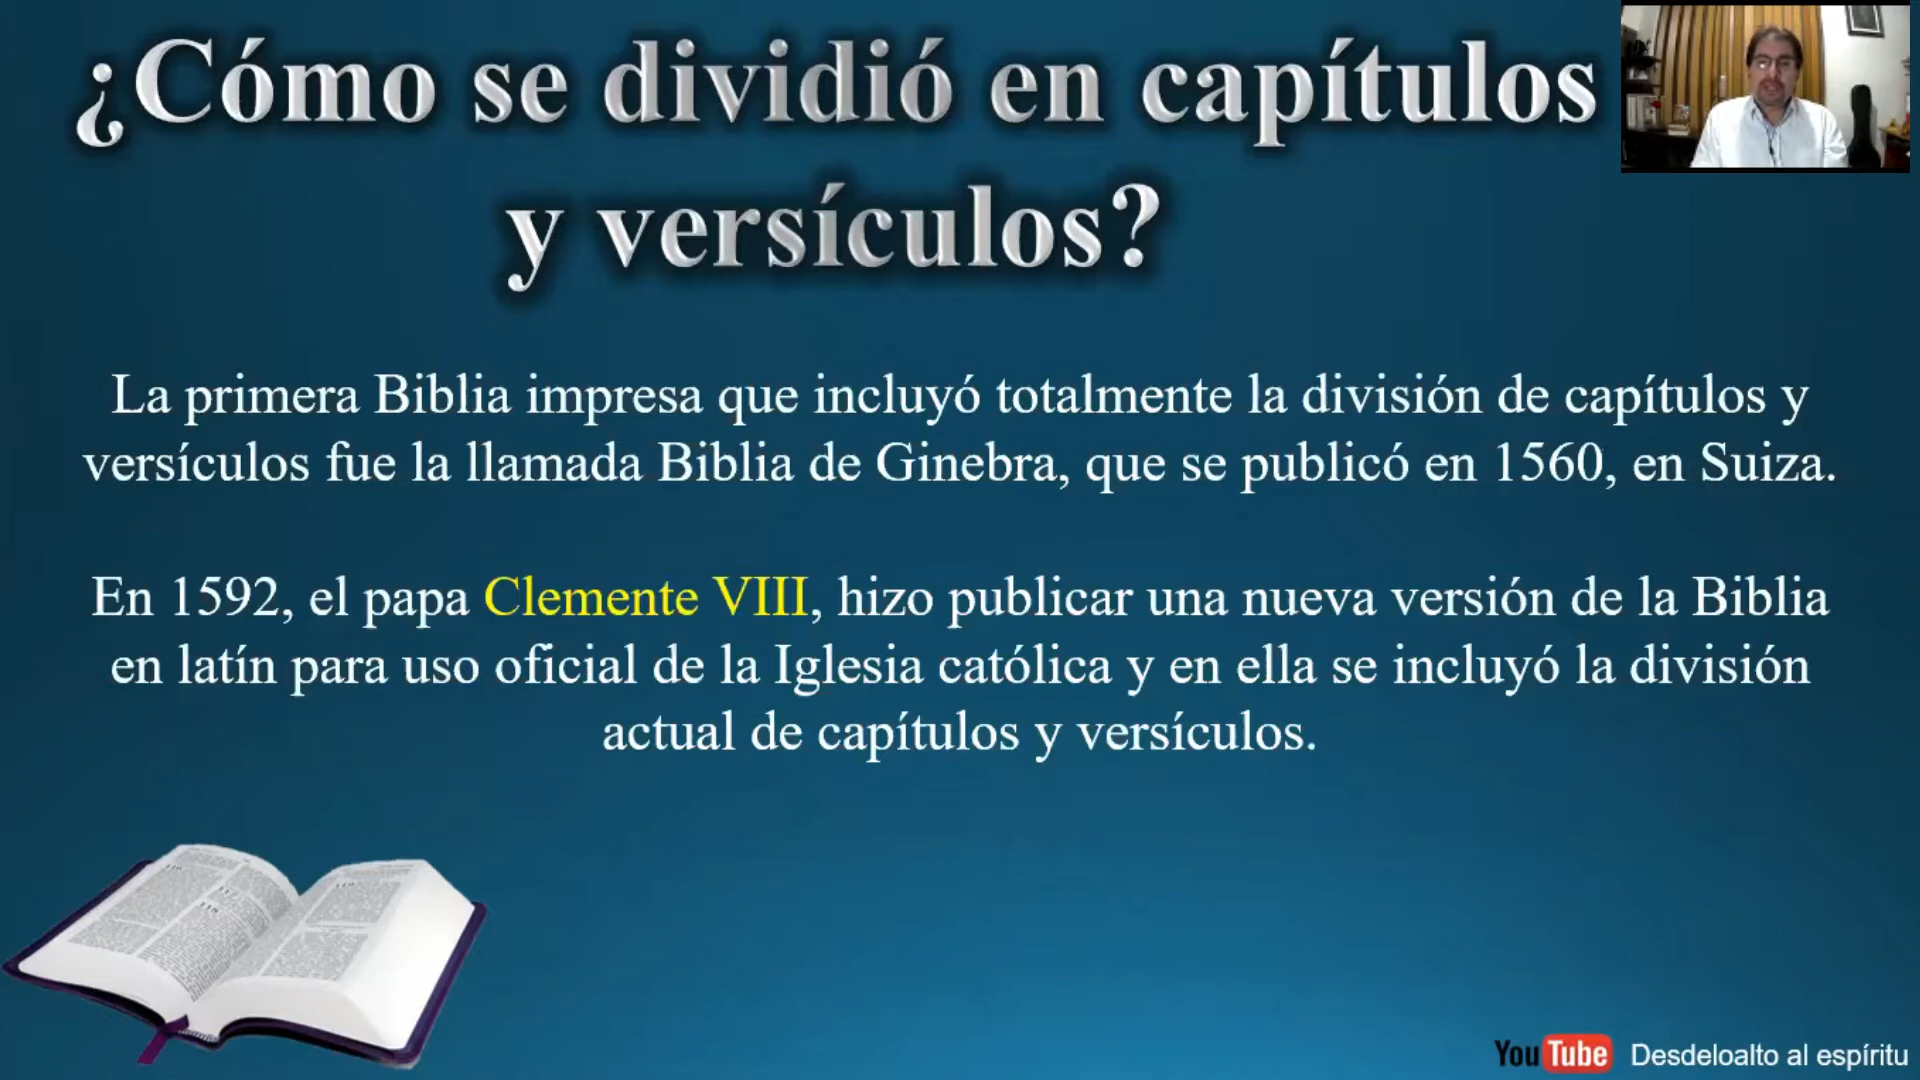 ¿Cómo se dividió en capítulos
y versículos?
La primera Biblia impresa que incluyó totalmente la división de capítulos y
versículos fue la llamada Biblia de Ginebra, que se publicó en 1560, en Suiza.
En 1592, el papa Clemente VIII, hizo publicar una nueva versión de la Biblia
en latín para uso oficial de la Iglesia católica y en ella se incluyó la división
actual de capítulos y versículos.
YouTube Desdeloalto al espíritu